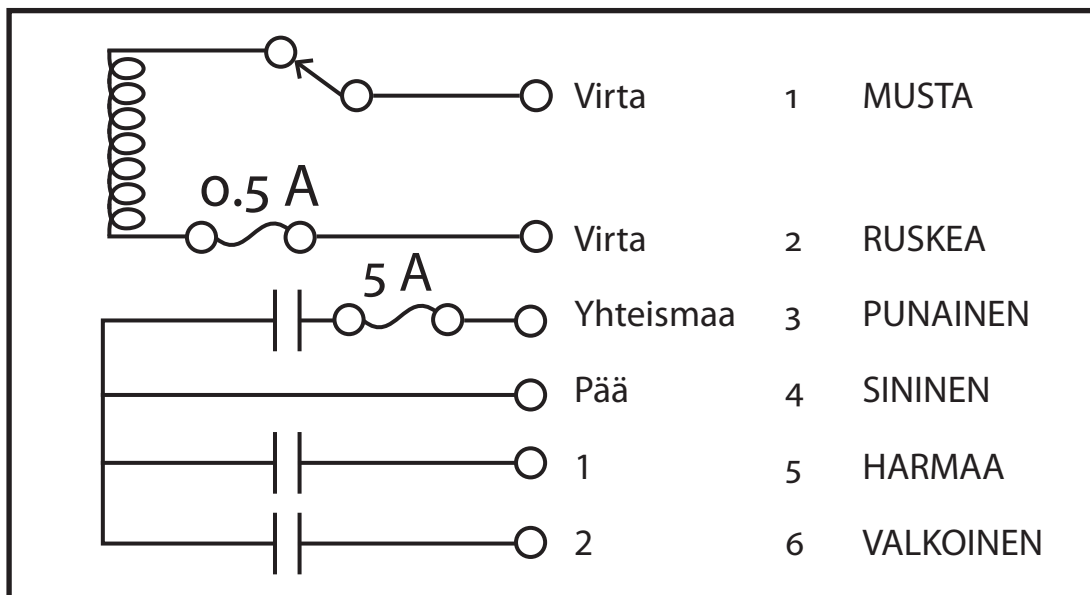 Virta 1 MUSTA
0.5 A
Virta 2 RUSKEA
5 A
Yhteismaa 3 PUNAINEN
Pää 4 SININEN
1 5 HARMAA
2 6 VALKOINEN